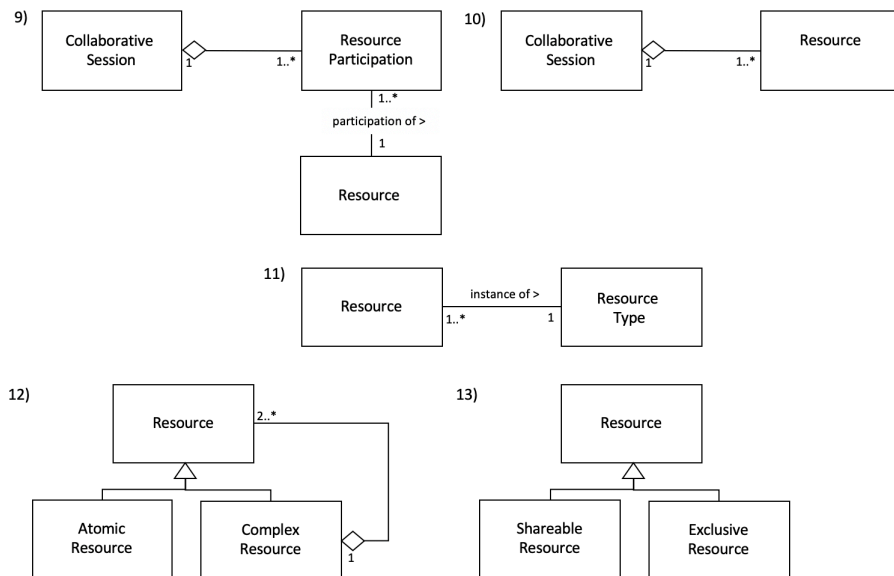 9)
Collaborative
Session
1
1..*
Resource
Participation
1..*
participation of >
1
Resource
10)
Collaborative
Session
1
1..*
Resource
11)
Resource
instance of >
1..*
1
Resource
Type
12)
Resource
2..*
Atomic
Resource
Complex
Resource
1
13)
Resource
Shareable
Resource
Exclusive
Resource